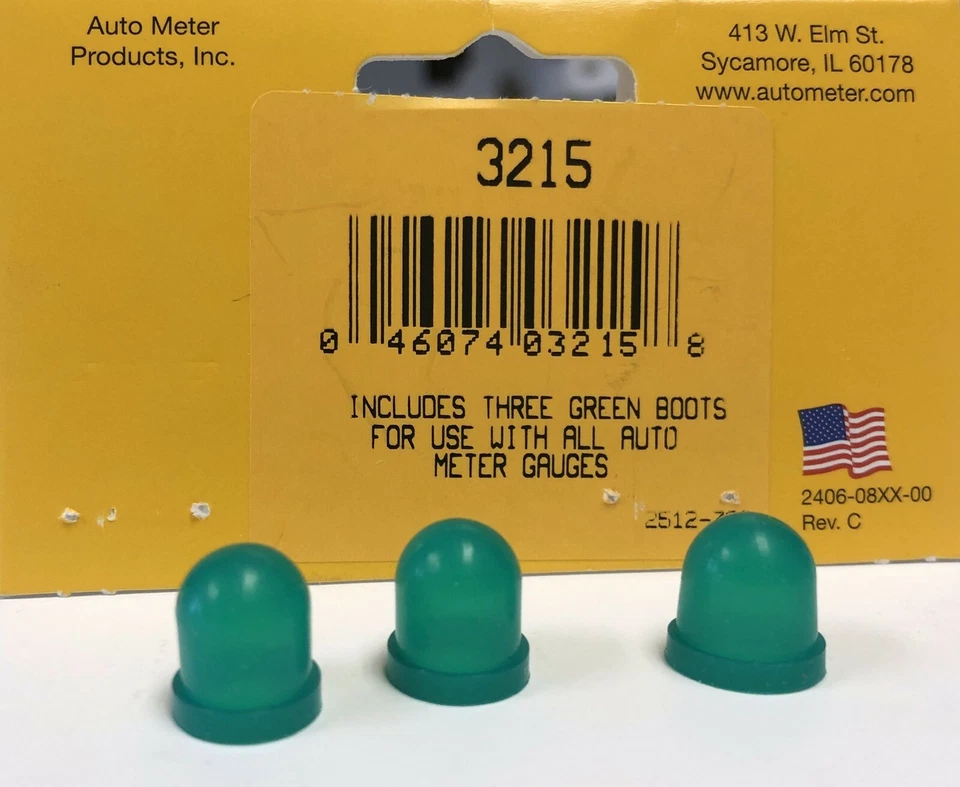 Auto Meter
Products, Inc.
413 W. Elm St.
Sycamore, IL 60178
www.autometer.com
3215
0 46074 03215 8
INCLUDES THREE GREEN BOOTS
FOR USE WITH ALL AUTO
METER GAUGES
2406-08XX-00
Rev. C